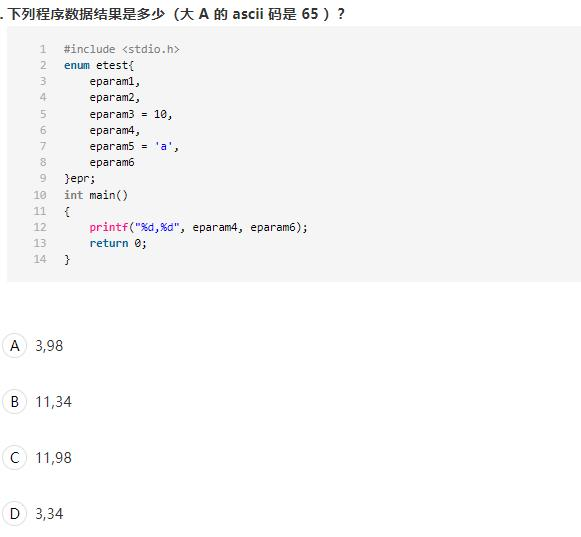 . 下列程序数据结果是多少（大 A 的 ascii 码是 65 ）？
1 #include <stdio.h>
2 enum etest{
3 eparam1,
4 eparam2,
5 eparam3 = 10,
6 eparam4,
7 eparam5 = 'a',
8 eparam6
9 }epr;
10 int main()
11 {
12 printf("%d,%d", eparam4, eparam6);
13 return 0;
14 }
A 3,98
B 11,34
C 11,98
D 3,34